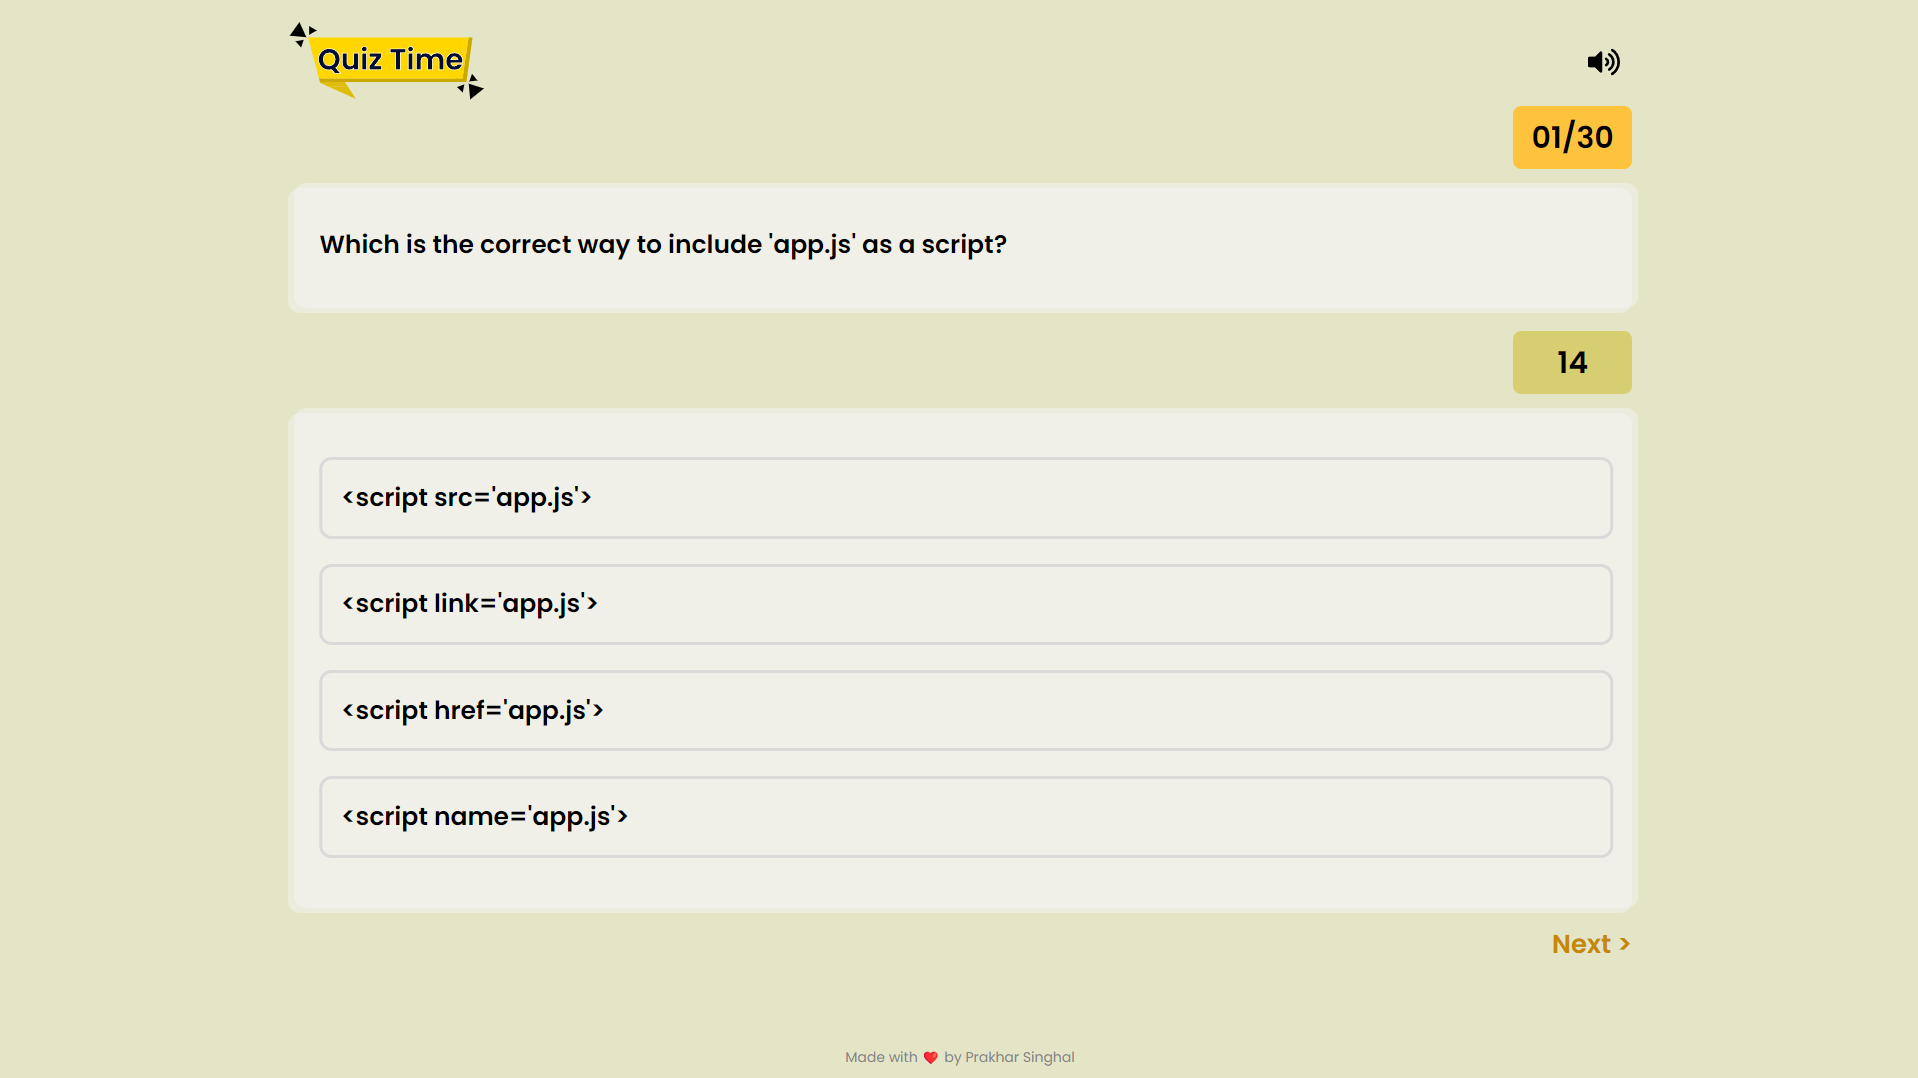 Quiz Time
01/30
Which is the correct way to include 'app.js' as a script?
14
<script src='app.js'>
<script link='app.js'>
<script href='app.js'>
<script name='app.js'>
Next >
Made with ❤️ by Prakhar Singhal